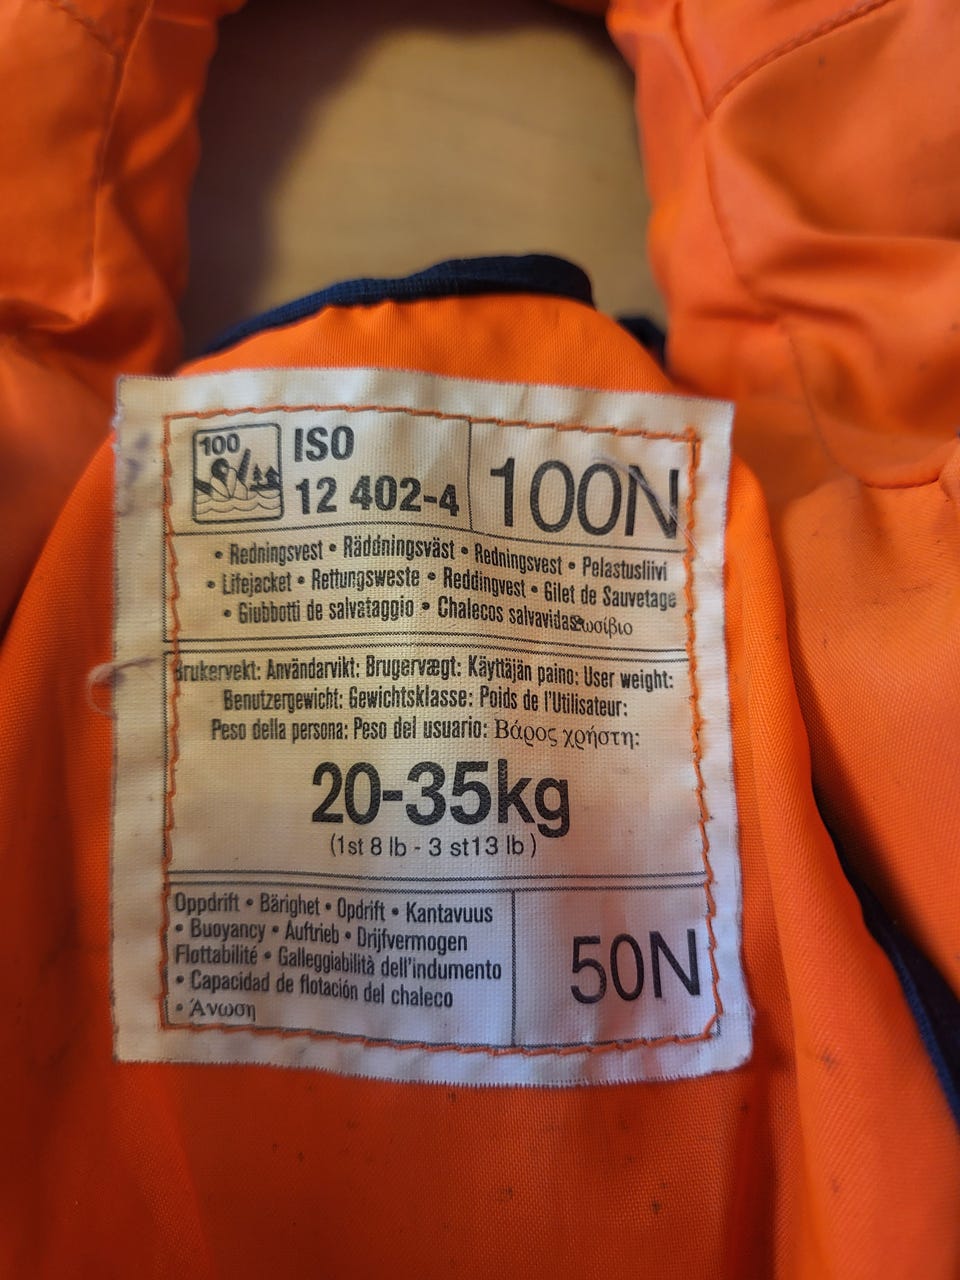 100
ISO
12 402-4
100N
• Redningsvest • Räddningsväst • Redningsvest • Pelastusliivi
• Lifejacket • Rettungsweste • Reddingvest • Gilet de Sauvetage
• Giubbotti de salvataggio • Chalecos salvavidas
Brukervekt: Användarvikt: Brugervægt: Käyttäjän paino: User weight:
Benutzergewicht: Gewichtsklasse: Poids de l'Utilisateur:
Peso della persona: Peso del usuario: Βάρος χρήστη:
20-35kg
(1st 8 lb - 3 st13 lb)
Oppdrift • Bärighet • Opdrift • Kantavuus
• Buoyancy • Auftrieb • Drijfvermogen
Flottabilité • Galleggiabilità dell'indumento
• Capacidad de flotación del chaleco
• Άνωση
50N